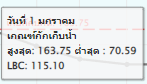 วันที่ 1 มกราคม
เกณฑ์กักเก็บน้ำ
สูงสุด: 163.75 ต่ำสุด : 70.59
LBC: 115.10